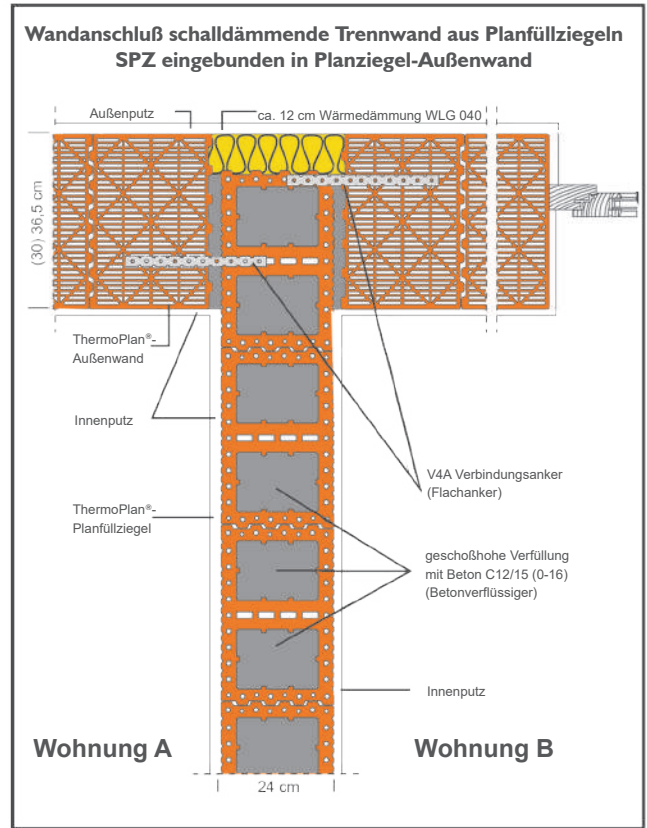 Wandanschluß schalldämmende Trennwand aus Planfüllziegeln
SPZ eingebunden in Planziegel-Außenwand
Außenputz
ca. 12 cm Wärmedämmung WLG 040
(30) 36,5 cm
ThermoPlan®-
Außenwand
Innenputz
V4A Verbindungsanker
(Flachanker)
ThermoPlan®-
Planfüllziegel
geschoßhohe Verfüllung
mit Beton C12/15 (0-16)
(Betonverflüssiger)
Innenputz
Wohnung A
Wohnung B
24 cm